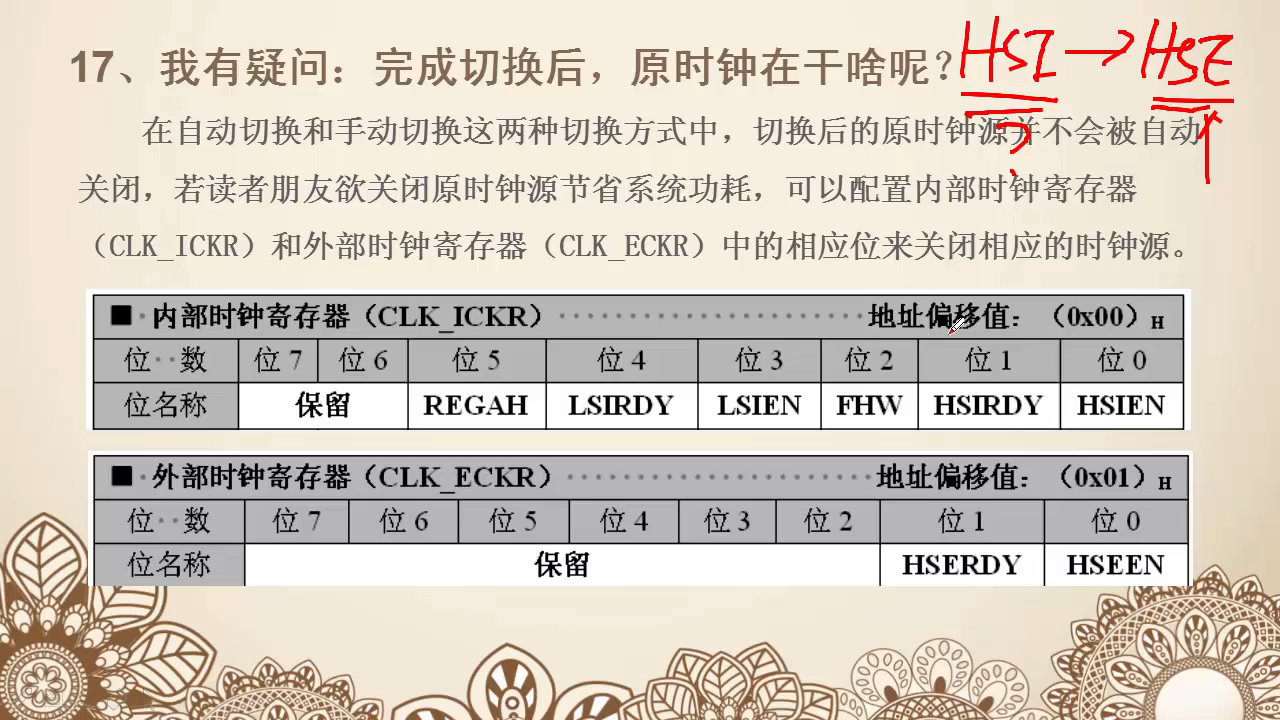 17、我有疑问：完成切换后，原时钟在干啥呢？ HSI → HSE
?
在自动切换和手动切换这两种切换方式中，切换后的原时钟源并不会被自动
关闭，若读者朋友欲关闭原时钟源节省系统功耗，可以配置内部时钟寄存器
（CLK_ICKR）和外部时钟寄存器（CLK_ECKR）中的相应位来关闭相应的时钟源。
■·内部时钟寄存器（CLK_ICKR）······················地址偏移值：（0x00）H
位··数 位 7 位 6 位 5 位 4 位 3 位 2 位 1 位 0
位名称 保留 REGAH LSIRDY LSIEN FHW HSIRDY HSIEN
■·外部时钟寄存器（CLK_ECKR）······················地址偏移值：（0x01）H
位··数 位 7 位 6 位 5 位 4 位 3 位 2 位 1 位 0
位名称 保留 HSERDY HSEEN